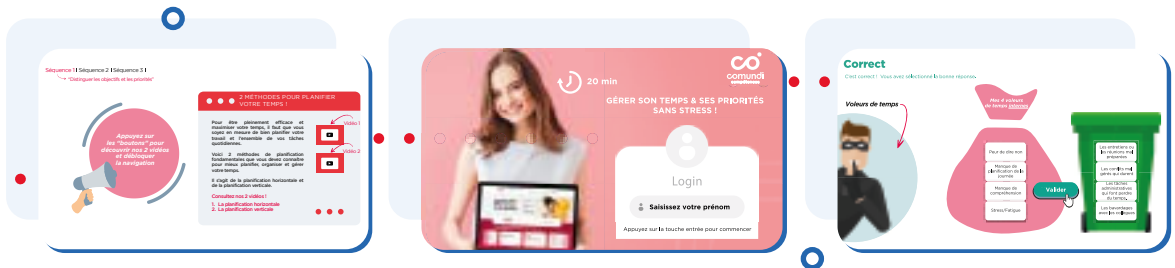 Séquence 1 I Séquence 2 I Séquence 3 I
"Distinguer les objectifs et les priorités"
Appuyez sur
les "boutons" pour
découvrir nos 2 vidéos
et débloquer
la navigation
2 MÉTHODES POUR PLANIFIER
VOTRE TEMPS !
Pour être pleinement efficace et
maximiser votre temps, il faut que vous
soyez en mesure de bien planifier votre
travail et l'ensemble de vos tâches
quotidiennes.
Voici 2 méthodes de planification
fondamentales que vous devez connaître
pour mieux planifier, organiser et gérer
votre temps.
Il s'agit de la planification horizontale et
de la planification verticale.
Consultez nos 2 vidéos !
1. La planification horizontale
2. La planification verticale
Vidéo 1
Vidéo 2
20 min
comundi
compétences
GÉRER SON TEMPS & SES PRIORITÉS
SANS STRESS !
Login
Saisissez votre prénom
Appuyez sur la touche entrée pour commencer
Correct
C'est correct ! Vous avez sélectionné la bonne réponse.
Voleurs de temps
Mes 4 voleurs
de temps internes
Peur de dire non
Manque de
planification de la
journée
Manque de
compréhension
Stress/Fatigue
Valider
Les entretiens ou
les réunions mal
préparées
Les conflits mal
gérés qui durent
Les tâches
administratives
qui font perdre
du temps
Les bavardages
avec les collègues